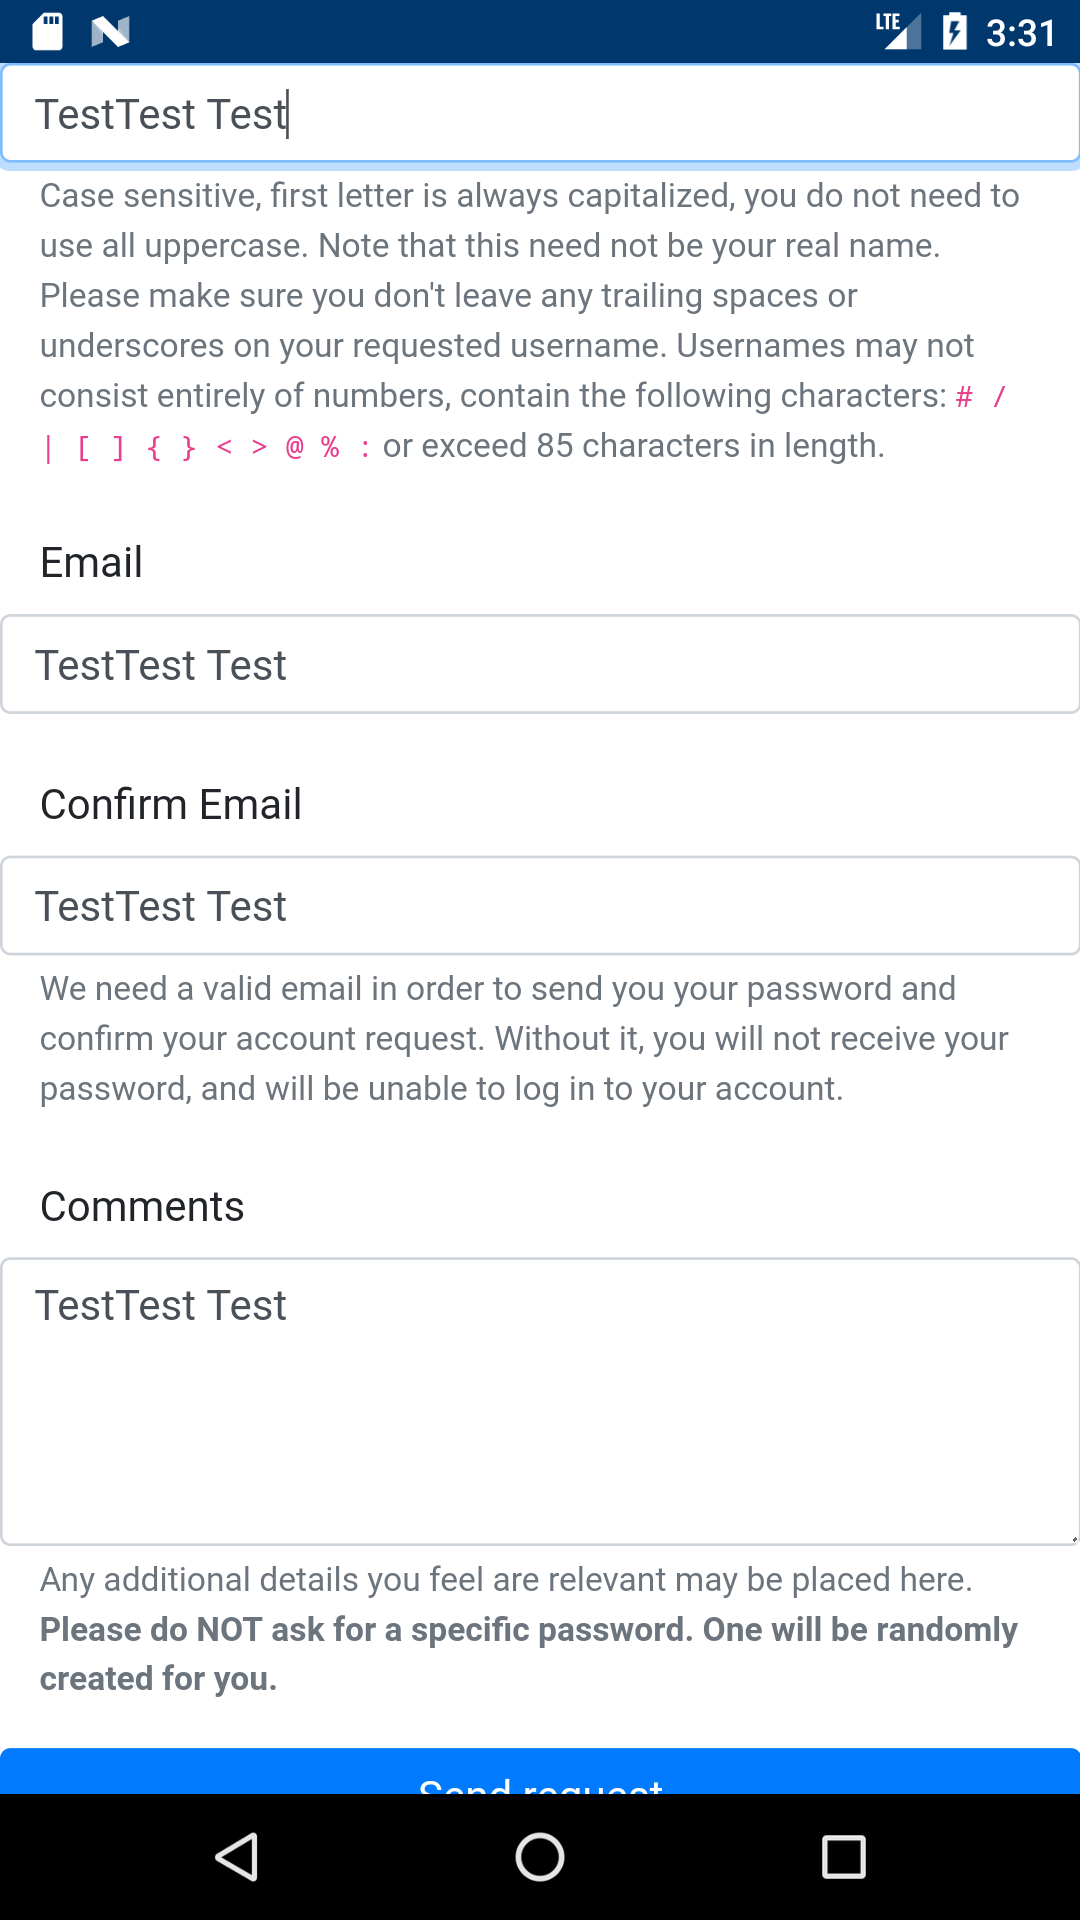 LTE 3:31
TestTest Test
Case sensitive, first letter is always capitalized, you do not need to
use all uppercase. Note that this need not be your real name.
Please make sure you don't leave any trailing spaces or
underscores on your requested username. Usernames may not
consist entirely of numbers, contain the following characters: # /
| [ ] { } < > @ % : or exceed 85 characters in length.
Email
TestTest Test
Confirm Email
TestTest Test
We need a valid email in order to send you your password and
confirm your account request. Without it, you will not receive your
password, and will be unable to log in to your account.
Comments
TestTest Test
Any additional details you feel are relevant may be placed here.
Please do NOT ask for a specific password. One will be randomly
created for you.
Send request